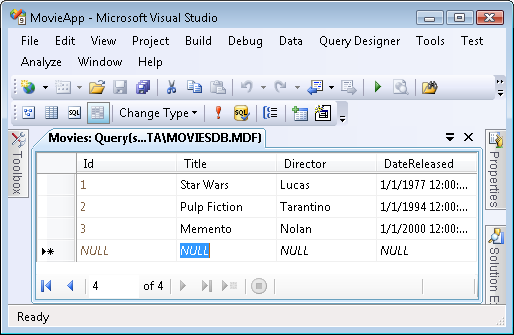 MovieApp - Microsoft Visual Studio
File Edit View Project Build Debug Data Query Designer Tools Test
Analyze Window Help
SQL Change Type
Movies: Query(s...TA\MOVIESDB.MDF)
Toolbox
Id Title Director DateReleased
1 Star Wars Lucas 1/1/1977 12:00:...
2 Pulp Fiction Tarantino 1/1/1994 12:00:...
3 Memento Nolan 1/1/2000 12:00:...
NULL NULL NULL NULL
4 of 4
Properties
Solution E
Ready